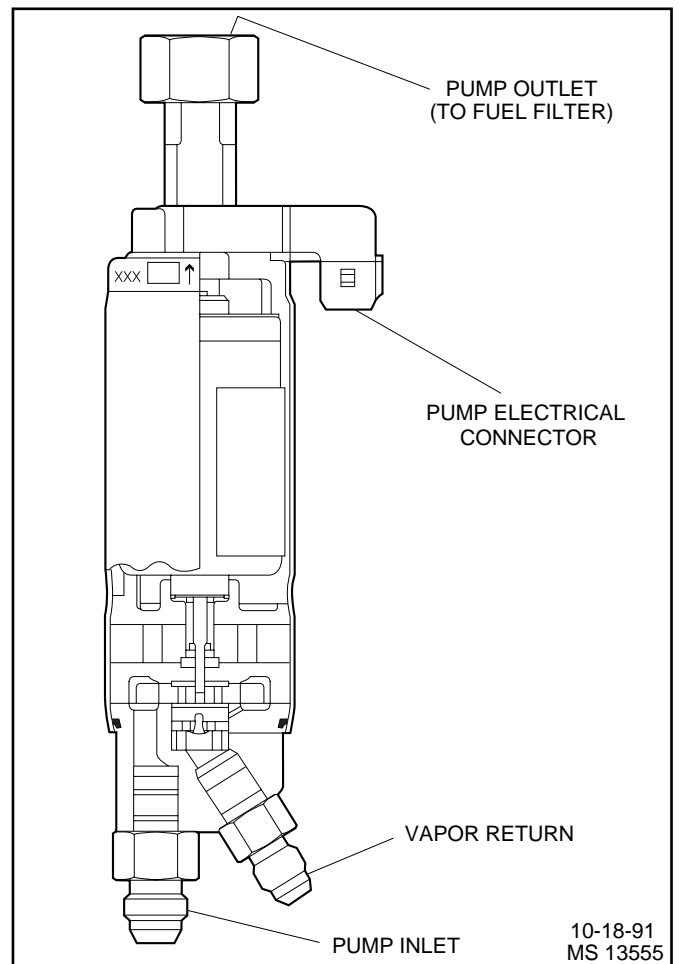 PUMP OUTLET
(TO FUEL FILTER)
XXX
PUMP ELECTRICAL
CONNECTOR
VAPOR RETURN
PUMP INLET
10-18-91
MS 13555